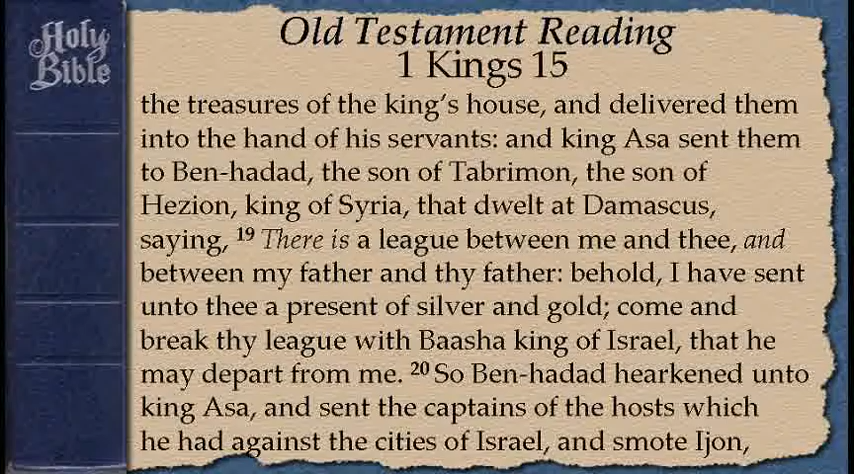 Holy
Bible
Old Testament Reading
1 Kings 15
the treasures of the king's house, and delivered them
into the hand of his servants: and king Asa sent them
to Ben-hadad, the son of Tabrimon, the son of
Hezion, king of Syria, that dwelt at Damascus,
saying, 19 There is a league between me and thee, and
between my father and thy father: behold, I have sent
unto thee a present of silver and gold; come and
break thy league with Baasha king of Israel, that he
may depart from me. 20 So Ben-hadad hearkened unto
king Asa, and sent the captains of the hosts which
he had against the cities of Israel, and smote Ijon,